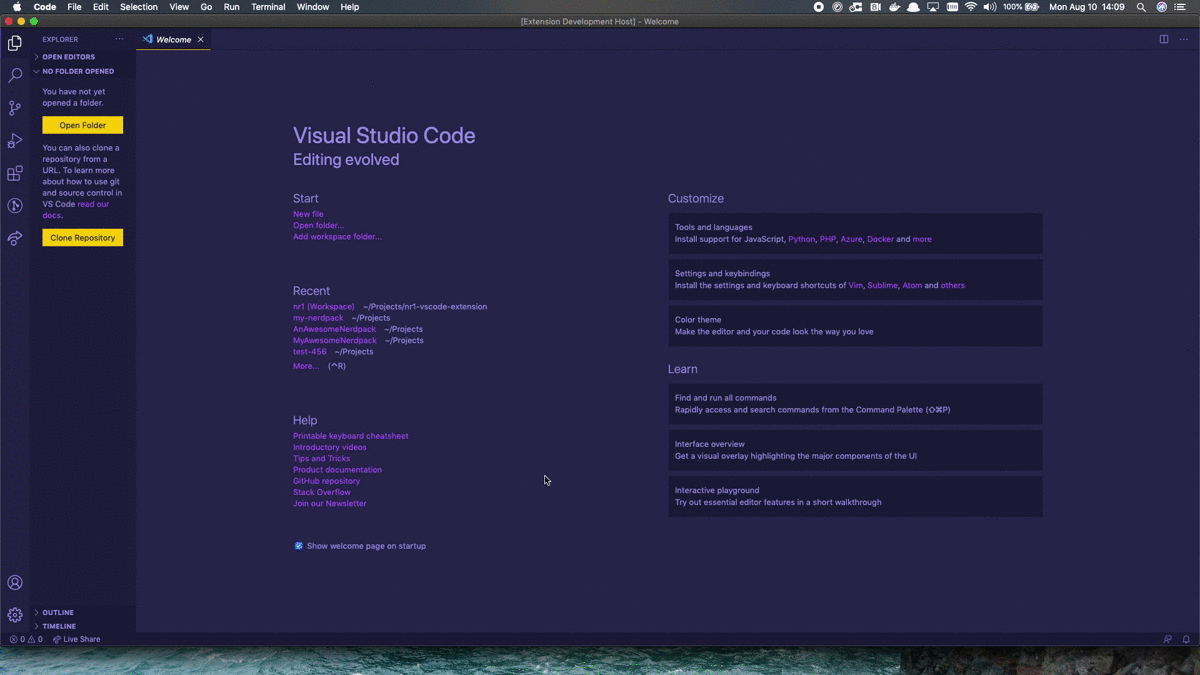 Code File Edit Selection View Go Run Terminal Window Help
100% Mon Aug 10 14:09
[Extension Development Host] - Welcome
EXPLORER
Welcome
OPEN EDITORS
NO FOLDER OPENED
You have not yet
opened a folder.
Open Folder
You can also clone a
repository from a
URL. To learn more
about how to use git
and source control in
VS Code read our
docs.
Clone Repository
OUTLINE
TIMELINE
0 0 Live Share
Visual Studio Code
Editing evolved
Start
New file
Open folder...
Add workspace folder...
Recent
nr1 (Workspace) ~/Projects/nr1-vscode-extension
my-nerdpack ~/Projects
AnAwesomeNerdpack ~/Projects
MyAwesomeNerdpack ~/Projects
test-456 ~/Projects
More... (^R)
Help
Printable keyboard cheatsheet
Introductory videos
Tips and Tricks
Product documentation
GitHub repository
Stack Overflow
Join our Newsletter
Show welcome page on startup
Customize
Tools and languages
Install support for JavaScript, Python, PHP, Azure, Docker and more
Settings and keybindings
Install the settings and keyboard shortcuts of Vim, Sublime, Atom and others
Color theme
Make the editor and your code look the way you love
Learn
Find and run all commands
Rapidly access and search commands from the Command Palette (⇧⌘P)
Interface overview
Get a visual overlay highlighting the major components of the UI
Interactive playground
Try out essential editor features in a short walkthrough